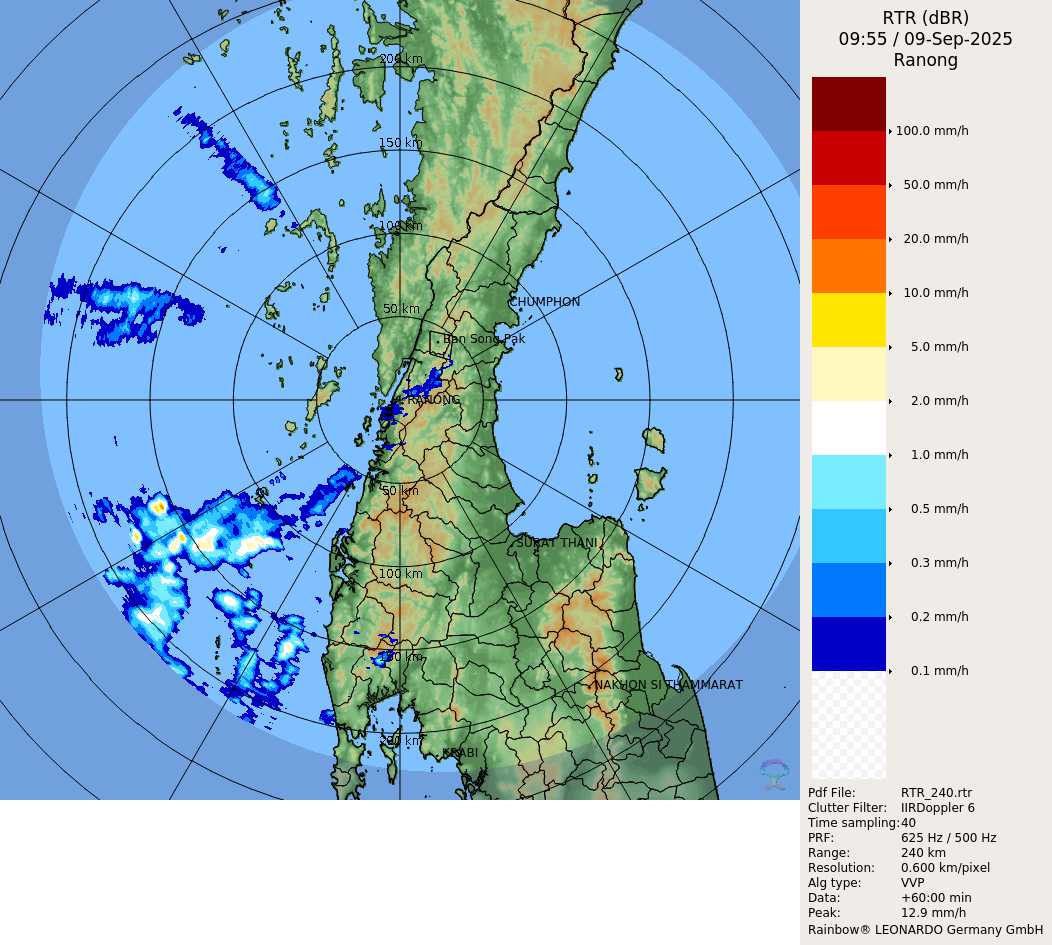 RTR (dBR)
09:55 / 09-Sep-2025
Ranong
200 km
150 km
100 km
50 km
CHUMPHON
Ban Song Pak
RANONG
50 km
SURAT THANI
100 km
150 km
NAKHON SI THAMMARAT
200 km
KRABI
100.0 mm/h
50.0 mm/h
20.0 mm/h
10.0 mm/h
5.0 mm/h
2.0 mm/h
1.0 mm/h
0.5 mm/h
0.3 mm/h
0.2 mm/h
0.1 mm/h
Pdf File: RTR_240.rtr
Clutter Filter: IIRDoppler 6
Time sampling: 40
PRF: 625 Hz / 500 Hz
Range: 240 km
Resolution: 0.600 km/pixel
Alg type: VVP
Data: +60:00 min
Peak: 12.9 mm/h
Rainbow® LEONARDO Germany GmbH